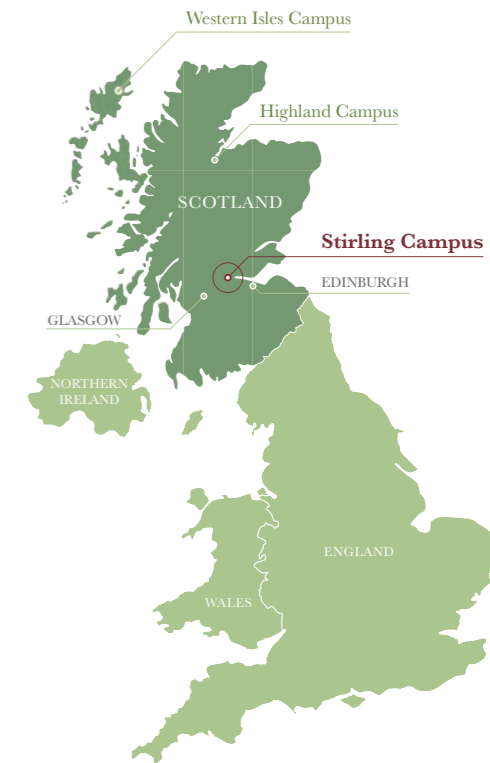 Western Isles Campus
Highland Campus
SCOTLAND
Stirling Campus
EDINBURGH
GLASGOW
NORTHERN
IRELAND
ENGLAND
WALES